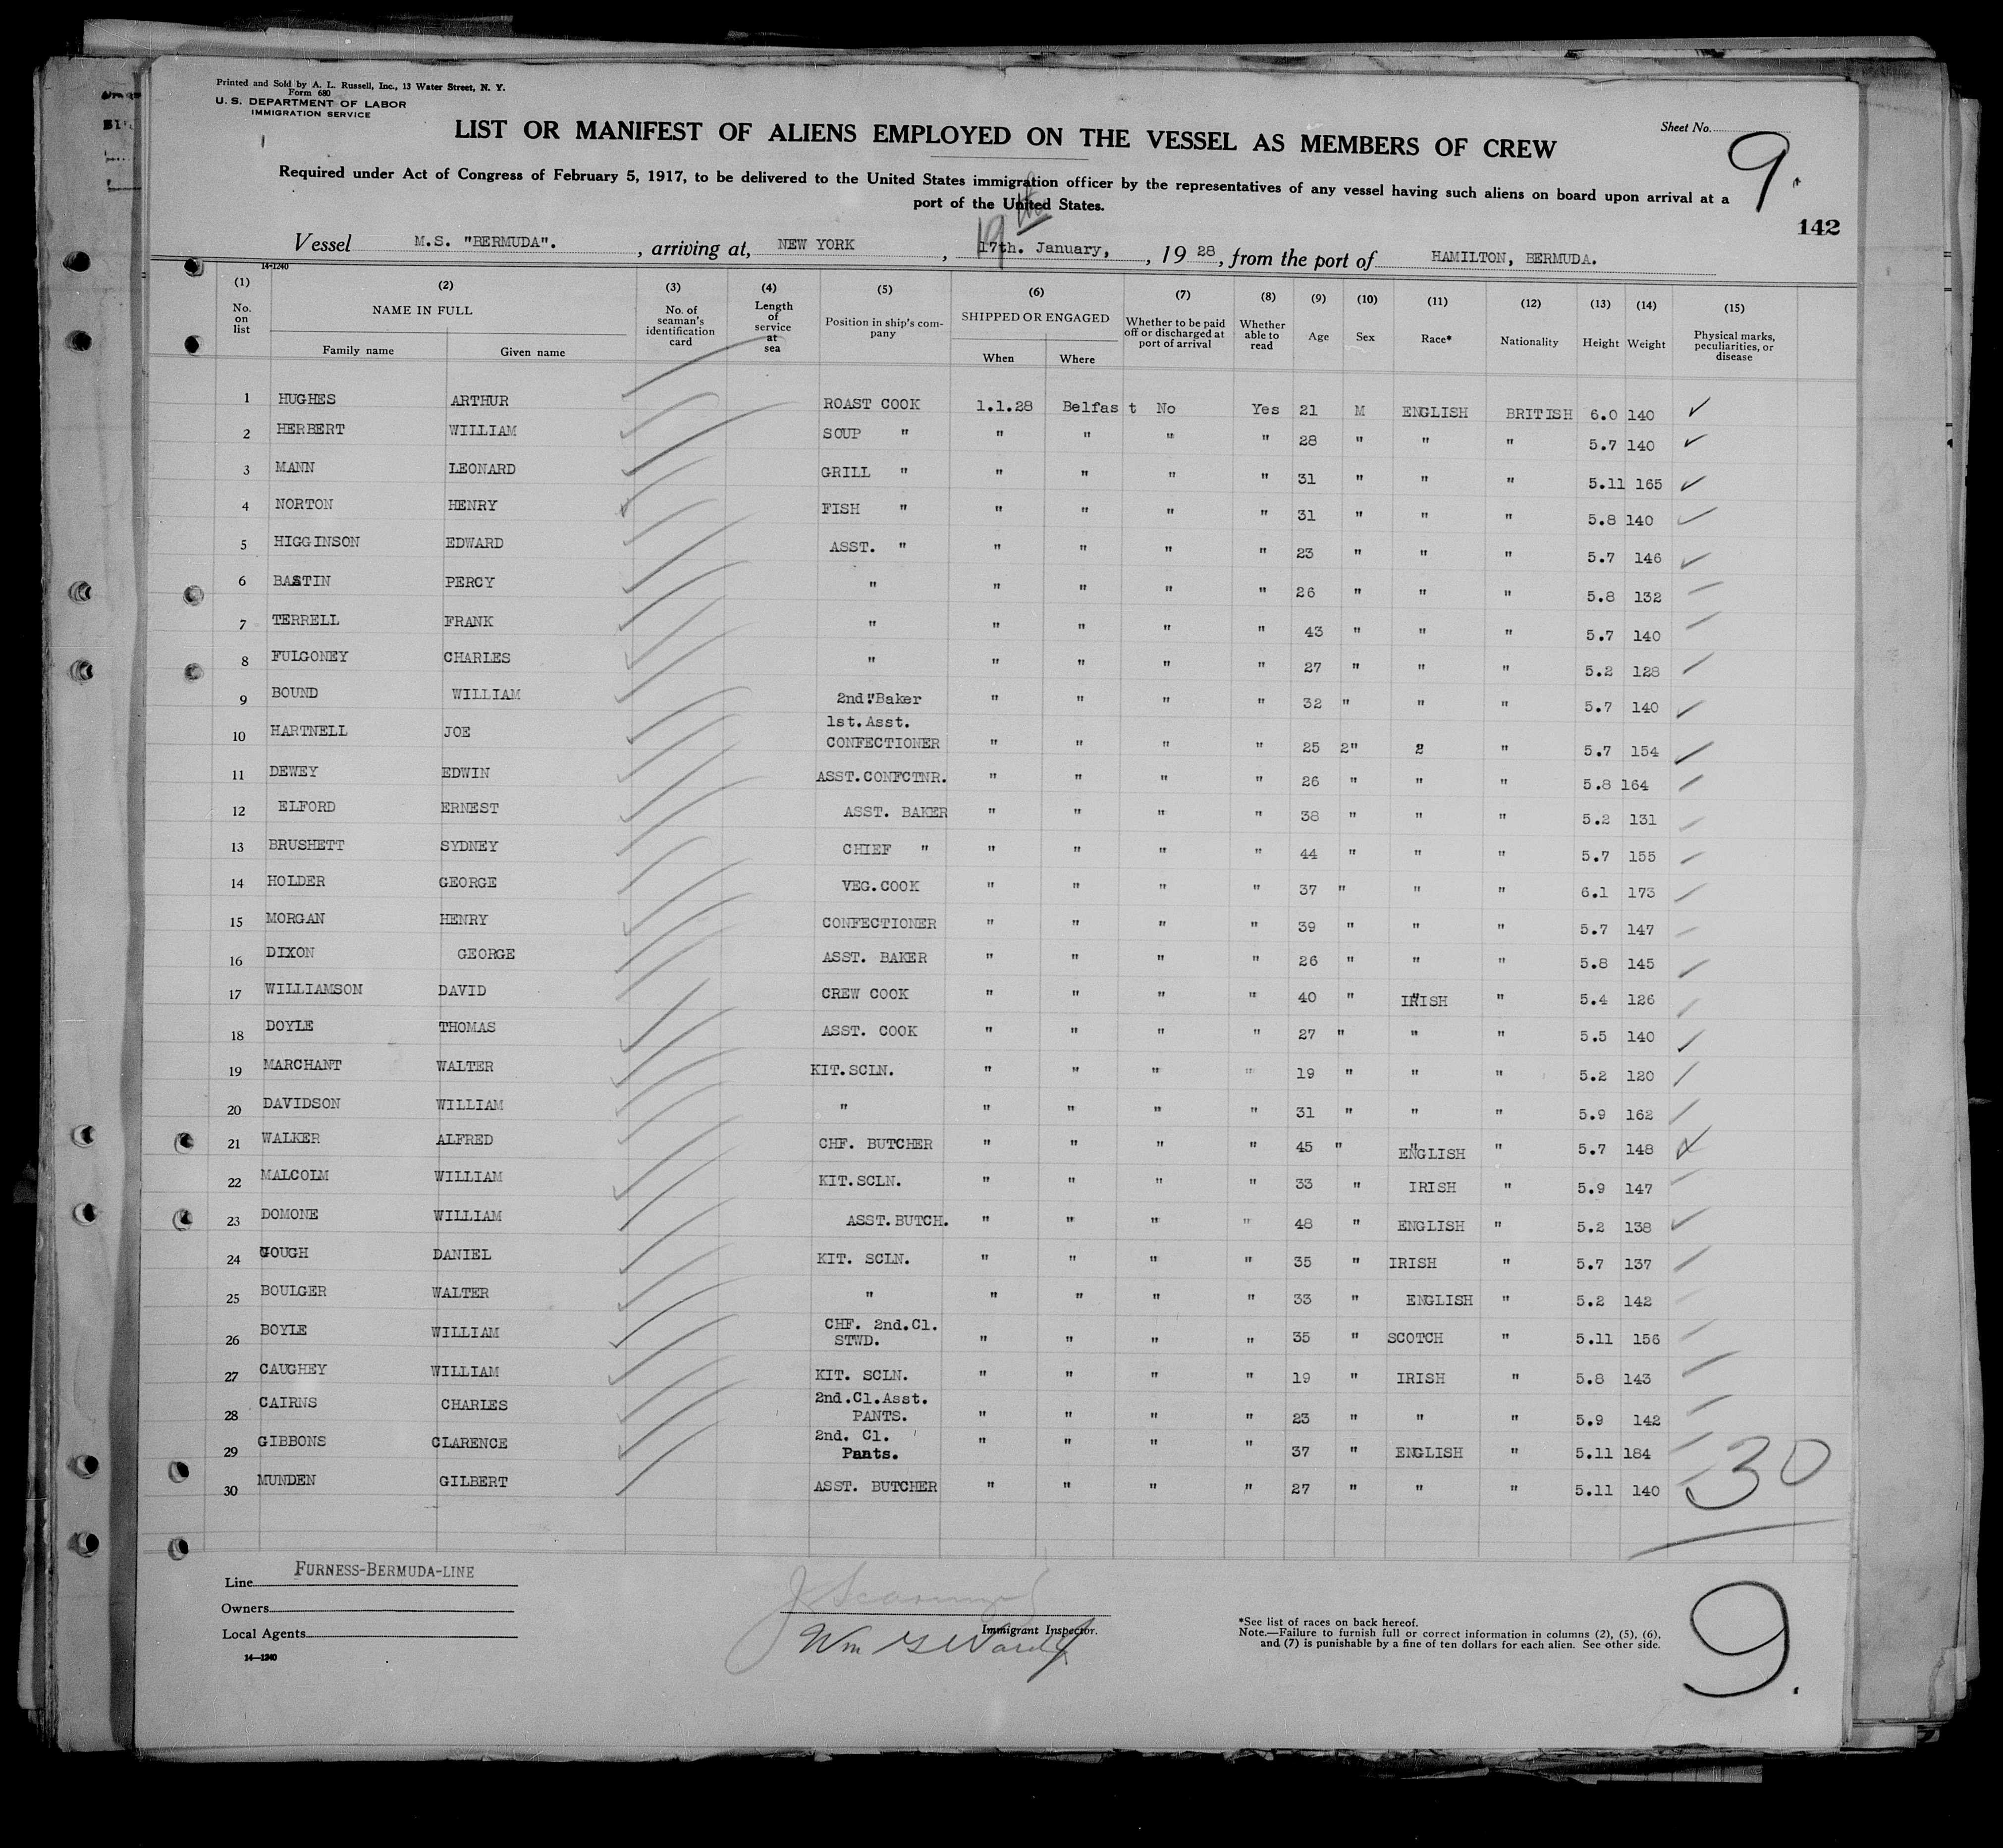 Printed and Sold by A. L. Russell, Inc., 13 Water Street, N. Y.
Form 680
U. S. DEPARTMENT OF LABOR
IMMIGRATION SERVICE
LIST OR MANIFEST OF ALIENS EMPLOYED ON THE VESSEL AS MEMBERS OF CREW
Sheet No. 9.
Required under Act of Congress of February 5, 1917, to be delivered to the United States immigration officer by the representatives of any vessel having such aliens on board upon arrival at a
port of the United States.
142
19th
Vessel M.S. "BERMUDA". , arriving at, NEW YORK , 17th. January, , 19 28 , from the port of HAMILTON, BERMUDA.
14-1240
(1) (2) (3) (4) (5) (6) (7) (8) (9) (10) (11) (12) (13) (14) (15)
No. on list NAME IN FULL Family name Given name No. of seaman's identification card Length of service at sea Position in ship's company SHIPPED OR ENGAGED When Where Whether to be paid off or discharged at port of arrival Whether able to read Age Sex Race* Nationality Height Weight Physical marks, peculiarities, or disease
1 HUGHES ARTHUR ROAST COOK 1.1.28 Belfast No Yes 21 M ENGLISH BRITISH 6.0 140
2 HERBERT WILLIAM SOUP " " " " " 28 " " " 5.7 140
3 MANN LEONARD GRILL " " " " " 31 " " " 5.11 165
4 NORTON HENRY FISH " " " " " 31 " " " 5.8 140
5 HIGGINSON EDWARD ASST. " " " " " 23 " " " 5.7 146
6 BASTIN PERCY " " " " " 26 " " " 5.8 132
7 TERRELL FRANK " " " " " 43 " " " 5.7 140
8 FULGONEY CHARLES " " " " " 27 " " " 5.2 128
9 BOUND WILLIAM 2nd."Baker " " " " 32 " " " 5.7 140
10 HARTNELL JOE 1st.Asst. CONFECTIONER " " " " 25 2" 2 " 5.7 154
11 DEWEY EDWIN ASST.CONFCTNR. " " " " 26 " " " 5.8 164
12 ELFORD ERNEST ASST. BAKER " " " " 38 " " " 5.2 131
13 BRUSHETT SYDNEY CHIEF " " " " " 44 " " " 5.7 155
14 HOLDER GEORGE VEG.COOK " " " " 37 " " " 6.1 173
15 MORGAN HENRY CONFECTIONER " " " " 39 " " " 5.7 147
16 DIXON GEORGE ASST. BAKER " " " " 26 " " " 5.8 145
17 WILLIAMSON DAVID CREW COOK " " " " 40 " IRISH " 5.4 126
18 DOYLE THOMAS ASST. COOK " " " " 27 " " " 5.5 140
19 MARCHANT WALTER KIT.SCLN. " " " " 19 " " " 5.2 120
20 DAVIDSON WILLIAM " " " " " 31 " " " 5.9 162
21 WALKER ALFRED CHF. BUTCHER " " " " 45 " ENGLISH " 5.7 148
22 MALCOLM WILLIAM KIT.SCLN. " " " " 33 " IRISH " 5.9 147
23 DOMONE WILLIAM ASST.BUTCH. " " " " 48 " ENGLISH " 5.2 138
24 GOUGH DANIEL KIT. SCLN. " " " " 35 " IRISH " 5.7 137
25 BOULGER WALTER " " " " " 33 " ENGLISH " 5.2 142
26 BOYLE WILLIAM CHF. 2nd.Cl. STWD. " " " " 35 " SCOTCH " 5.11 156
27 CAUGHEY WILLIAM KIT. SCLN. " " " " 19 " IRISH " 5.8 143
28 CAIRNS CHARLES 2nd.Cl.Asst. PANTS. " " " " 23 " " " 5.9 142
29 GIBBONS CLARENCE 2nd. Cl. Pants. " " " " 37 " ENGLISH " 5.11 184
30 MUNDEN GILBERT ASST. BUTCHER " " " " 27 " " " 5.11 140
30
Line FURNESS-BERMUDA-LINE
Owners
Local Agents
14—1240
Immigrant Inspector.
Wm
*See list of races on back hereof.
Note.—Failure to furnish full or correct information in columns (2), (5), (6),
and (7) is punishable by a fine of ten dollars for each alien. See other side.
9.